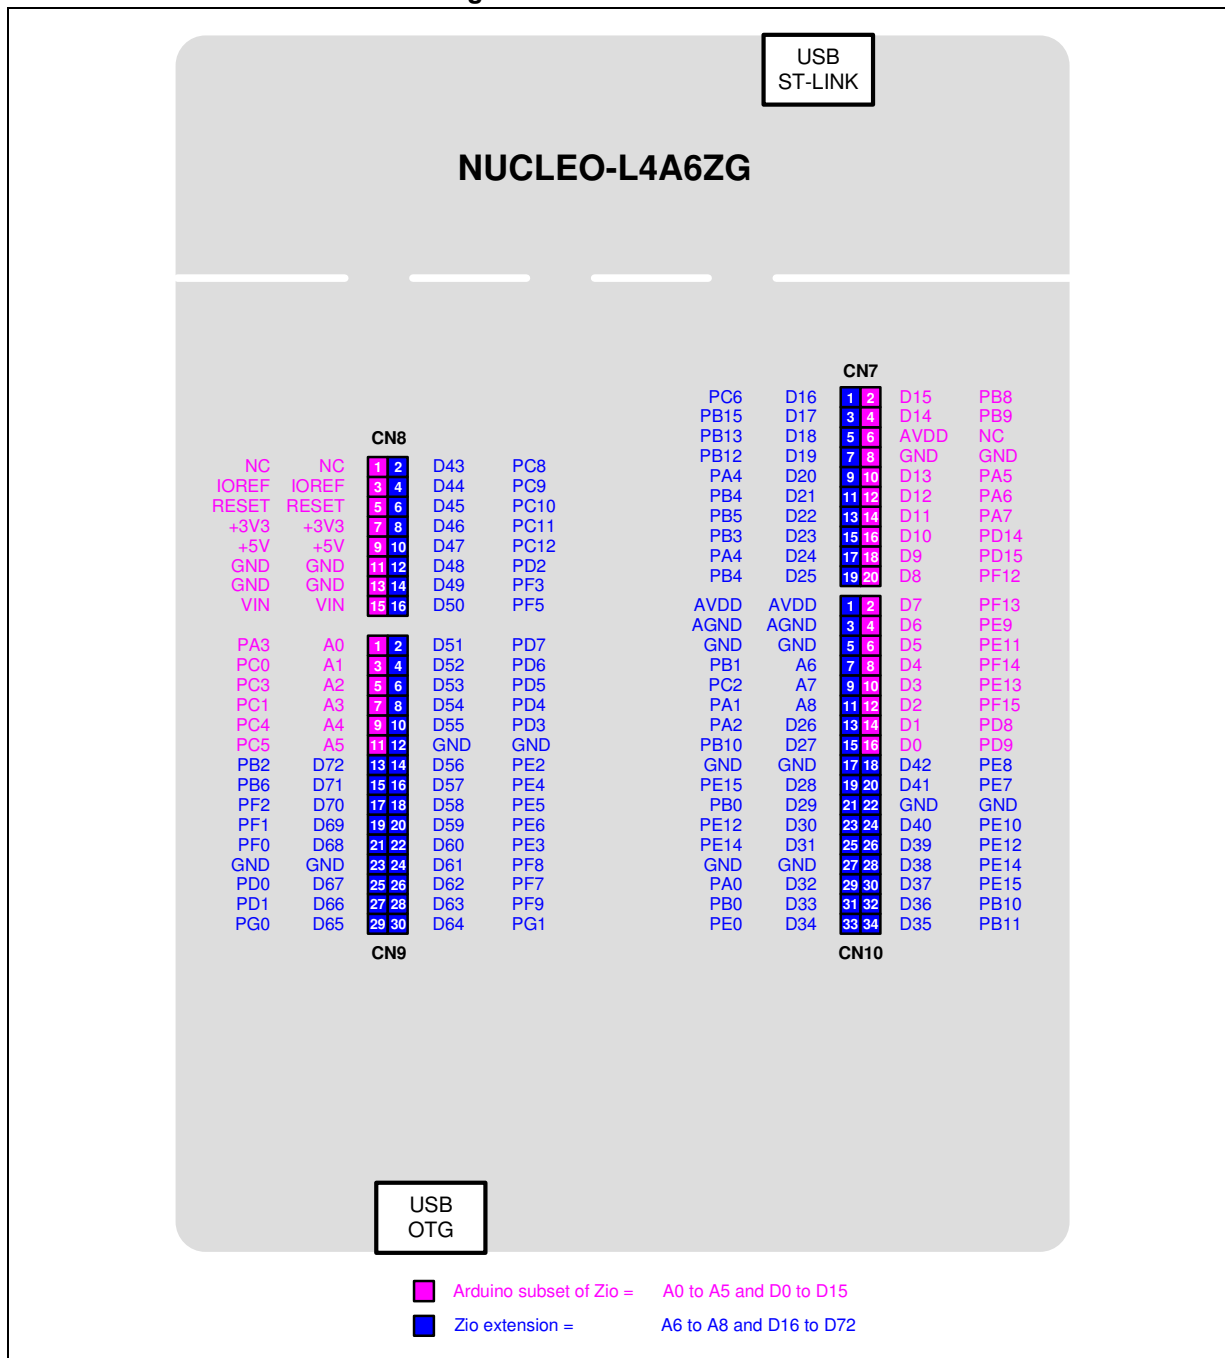 USB
ST-LINK
NUCLEO-L4A6ZG
CN7
PC6 D16 1 2 D15 PB8
PB15 D17 3 4 D14 PB9
PB13 D18 5 6 AVDD NC
PB12 D19 7 8 GND GND
PA4 D20 9 10 D13 PA5
PB4 D21 11 12 D12 PA6
PB5 D22 13 14 D11 PA7
PB3 D23 15 16 D10 PD14
PA4 D24 17 18 D9 PD15
PB4 D25 19 20 D8 PF12
CN8
NC NC 1 2 D43 PC8
IOREF IOREF 3 4 D44 PC9
RESET RESET 5 6 D45 PC10
+3V3 +3V3 7 8 D46 PC11
+5V +5V 9 10 D47 PC12
GND GND 11 12 D48 PD2
GND GND 13 14 D49 PF3
VIN VIN 15 16 D50 PF5
PA3 A0 1 2 D51 PD7
PC0 A1 3 4 D52 PD6
PC3 A2 5 6 D53 PD5
PC1 A3 7 8 D54 PD4
PC4 A4 9 10 D55 PD3
PC5 A5 11 12 GND GND
PB2 D72 13 14 D56 PE2
PB6 D71 15 16 D57 PE4
PF2 D70 17 18 D58 PE5
PF1 D69 19 20 D59 PE6
PF0 D68 21 22 D60 PE3
GND GND 23 24 D61 PF8
PD0 D67 25 26 D62 PF7
PD1 D66 27 28 D63 PF9
PG0 D65 29 30 D64 PG1
CN9
AVDD AVDD 1 2 D7 PF13
AGND AGND 3 4 D6 PE9
GND GND 5 6 D5 PE11
PB1 A6 7 8 D4 PF14
PC2 A7 9 10 D3 PE13
PA1 A8 11 12 D2 PF15
PA2 D26 13 14 D1 PD8
PB10 D27 15 16 D0 PD9
GND GND 17 18 D42 PE8
PE15 D28 19 20 D41 PE7
PB0 D29 21 22 GND GND
PE12 D30 23 24 D40 PE10
PE14 D31 25 26 D39 PE12
GND GND 27 28 D38 PE14
PA0 D32 29 30 D37 PE15
PB0 D33 31 32 D36 PB10
PE0 D34 33 34 D35 PB11
CN10
USB
OTG
Arduino subset of Zio = A0 to A5 and D0 to D15
Zio extension = A6 to A8 and D16 to D72